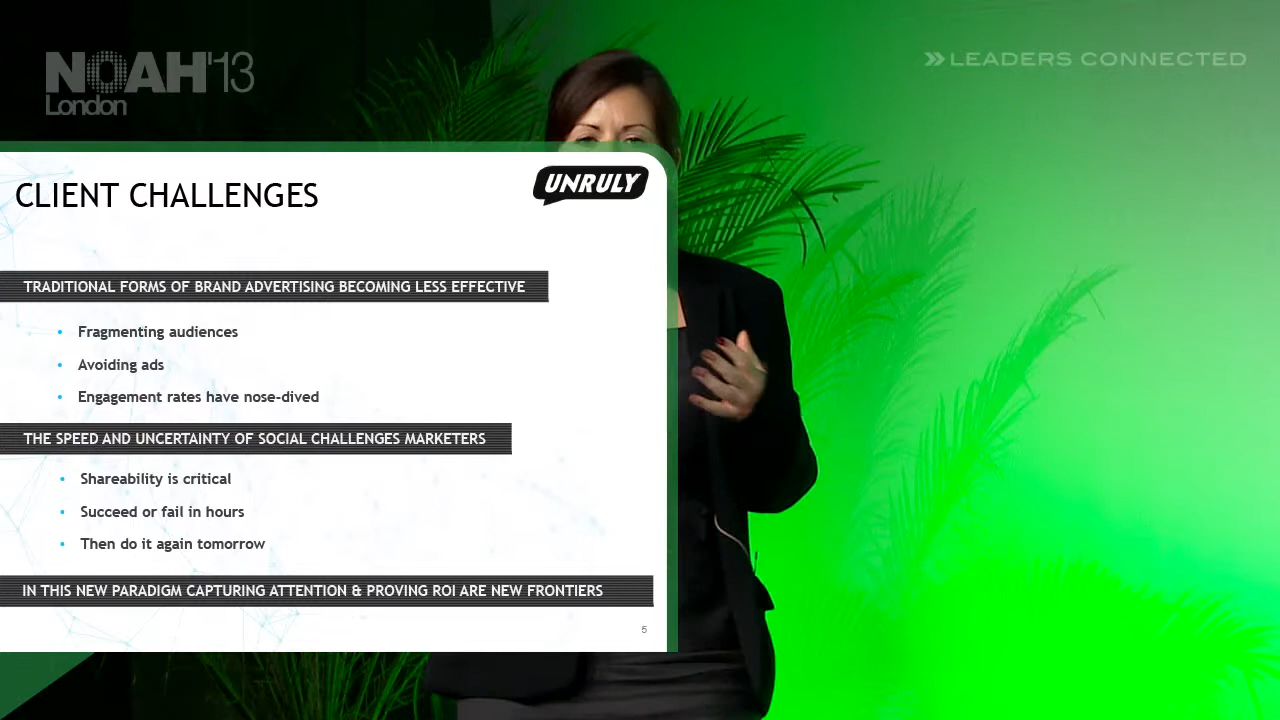 NOAH'13
London
LEADERS CONNECTED
UNRULY
CLIENT CHALLENGES
TRADITIONAL FORMS OF BRAND ADVERTISING BECOMING LESS EFFECTIVE
• Fragmenting audiences
• Avoiding ads
• Engagement rates have nose-dived
THE SPEED AND UNCERTAINTY OF SOCIAL CHALLENGES MARKETERS
• Shareability is critical
• Succeed or fail in hours
• Then do it again tomorrow
IN THIS NEW PARADIGM CAPTURING ATTENTION & PROVING ROI ARE NEW FRONTIERS
5